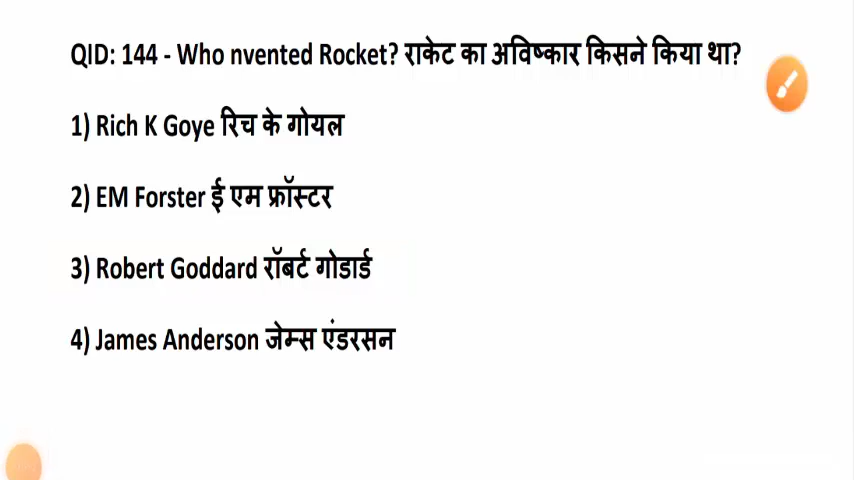 QID: 144 - Who nvented Rocket? राकेट का अविष्कार किसने किया था?
1) Rich K Goye रिच के गोयल
2) EM Forster ई एम फ्रॉस्टर
3) Robert Goddard रॉबर्ट गोडार्ड
4) James Anderson जेम्स एंडरसन